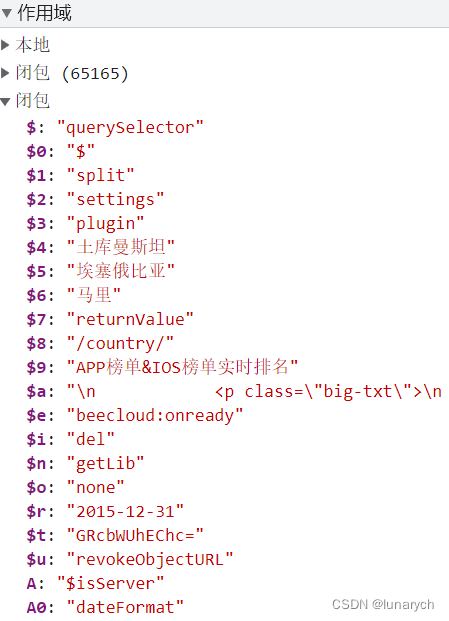 作用域
本地
闭包 (65165)
闭包
$: "querySelector"
$0: "$"
$1: "split"
$2: "settings"
$3: "plugin"
$4: "土库曼斯坦"
$5: "埃塞俄比亚"
$6: "马里"
$7: "returnValue"
$8: "/country/"
$9: "APP榜单&IOS榜单实时排名"
$a: "\n <p class=\"big-txt\">\n
$e: "beecloud:onready"
$i: "del"
$n: "getLib"
$o: "none"
$r: "2015-12-31"
$t: "GRcbWUhEChc="
$u: "revokeObjectURL"
A: "$isServer"
A0: "dateFormat"
CSDN @lunarych